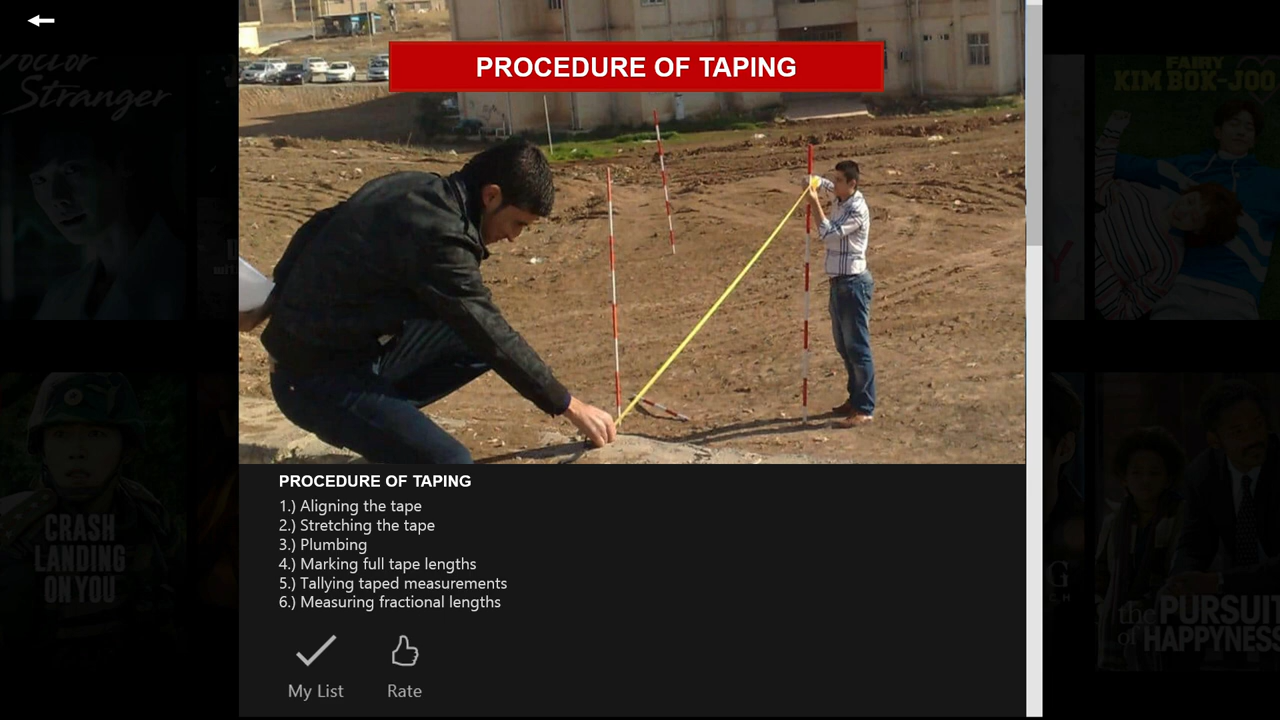 PROCEDURE OF TAPING
Stranger
FAIRY
KIM BOK-JOO
PROCEDURE OF TAPING
1.) Aligning the tape
2.) Stretching the tape
3.) Plumbing
4.) Marking full tape lengths
5.) Tallying taped measurements
6.) Measuring fractional lengths
CRASH
LANDING
ON YOU
the PURSUIT
of HAPPYNESS
My List
Rate